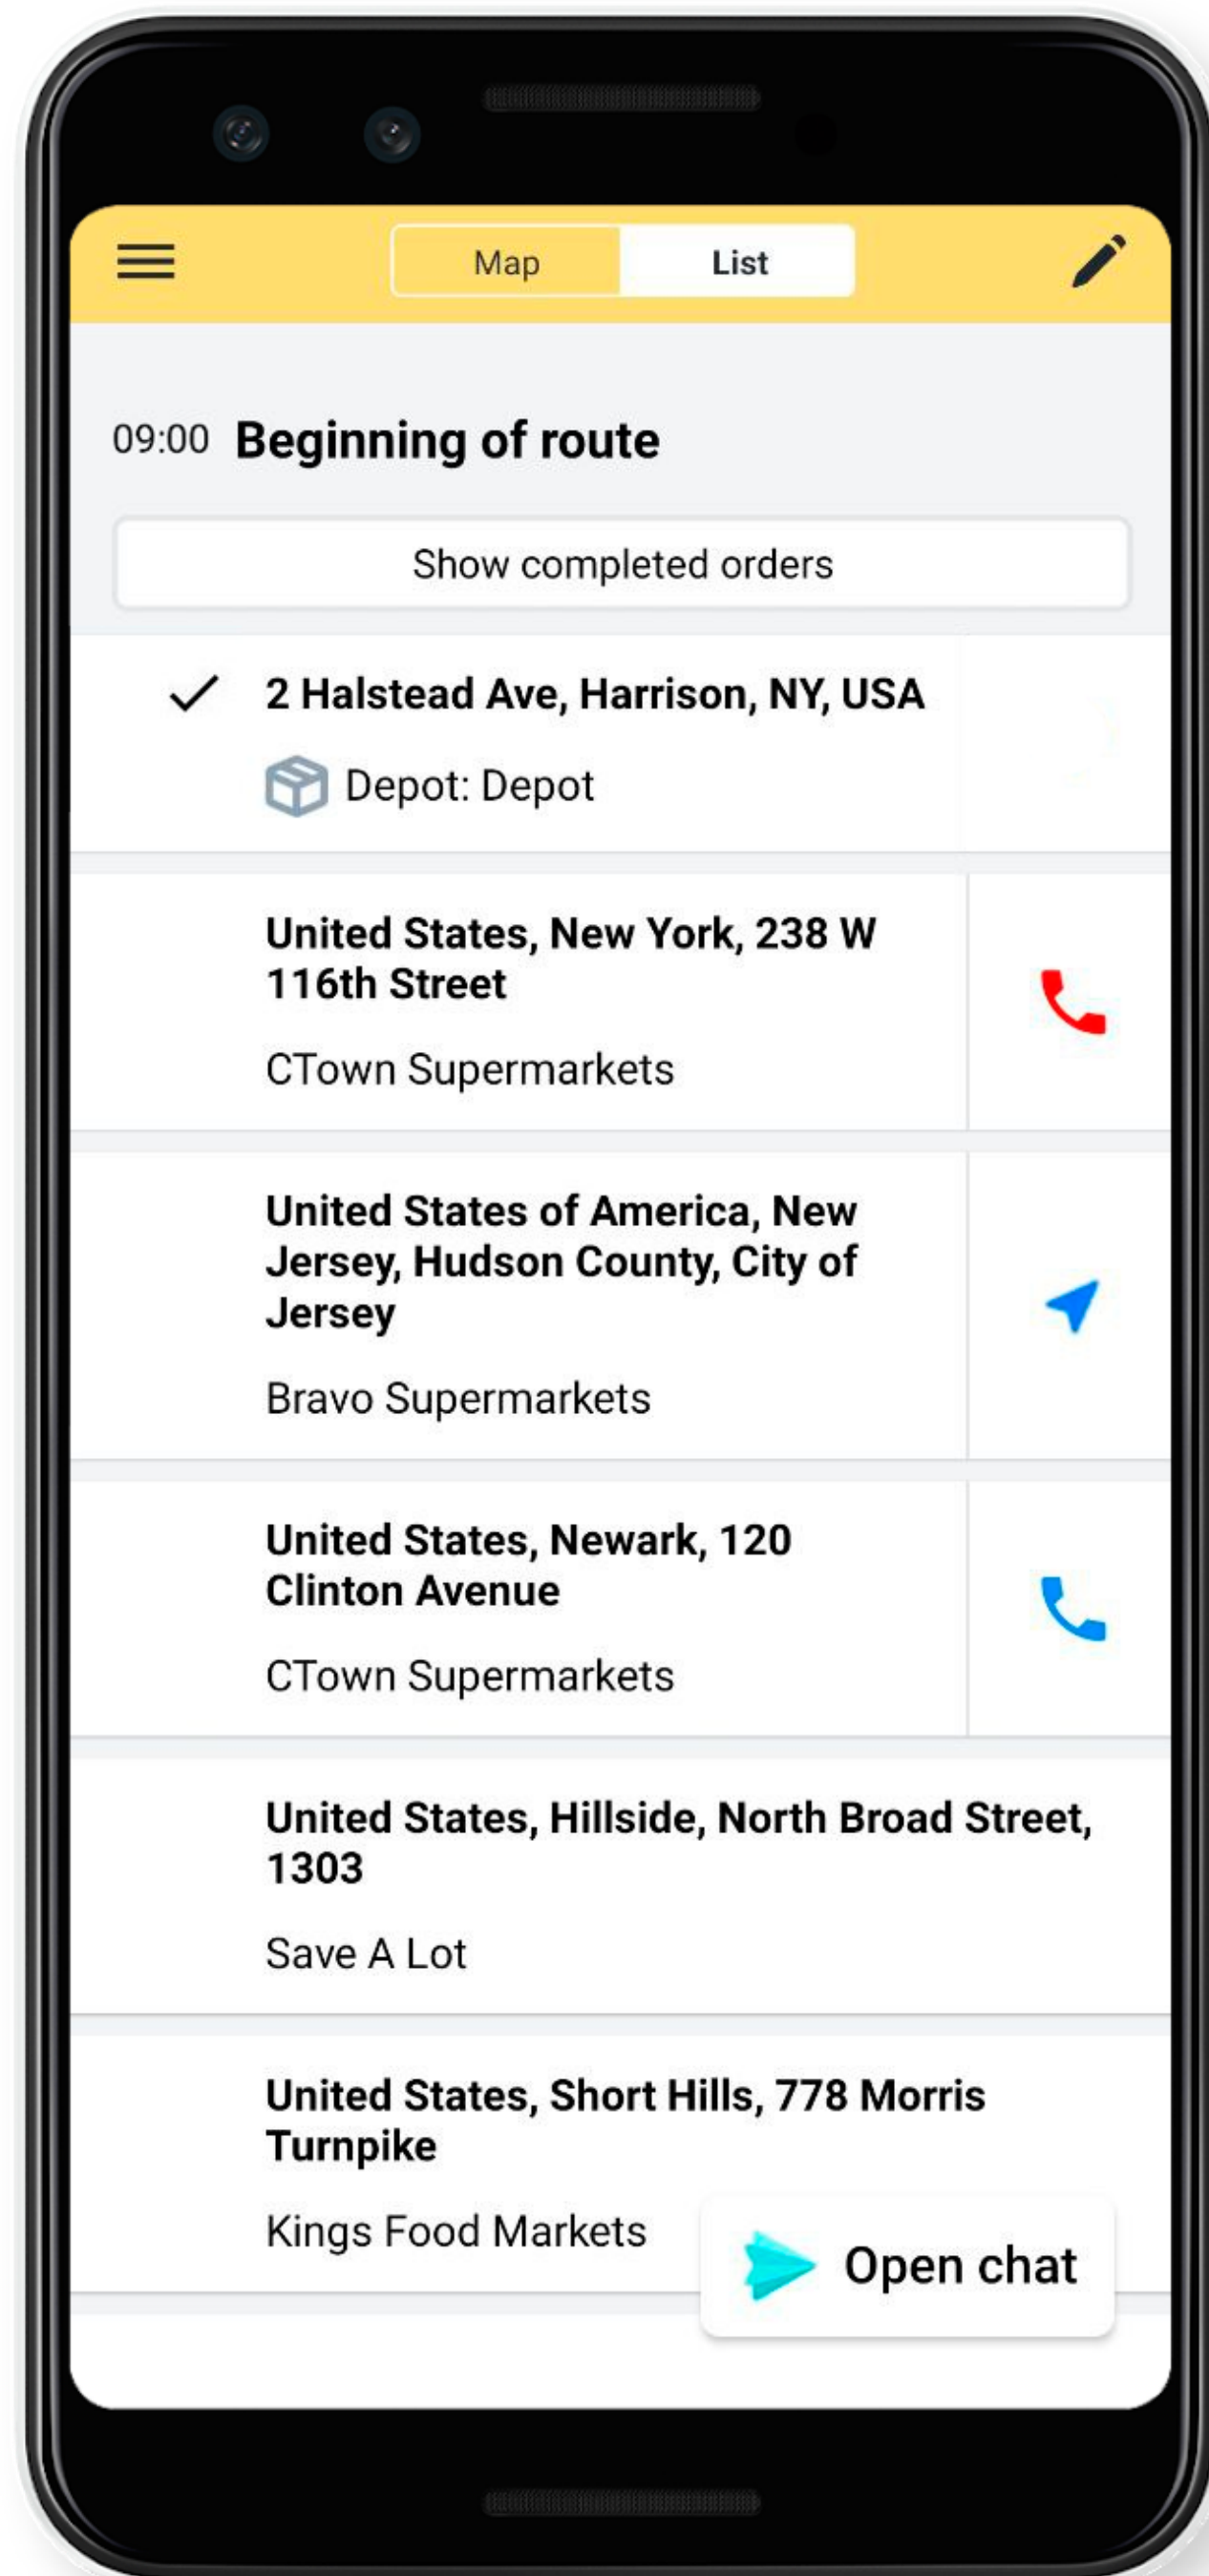 Map List
09:00 Beginning of route
Show completed orders
2 Halstead Ave, Harrison, NY, USA
Depot: Depot
United States, New York, 238 W
116th Street
CTown Supermarkets
United States of America, New
Jersey, Hudson County, City of
Jersey
Bravo Supermarkets
United States, Newark, 120
Clinton Avenue
CTown Supermarkets
United States, Hillside, North Broad Street,
1303
Save A Lot
United States, Short Hills, 778 Morris
Turnpike
Kings Food Markets
Open chat